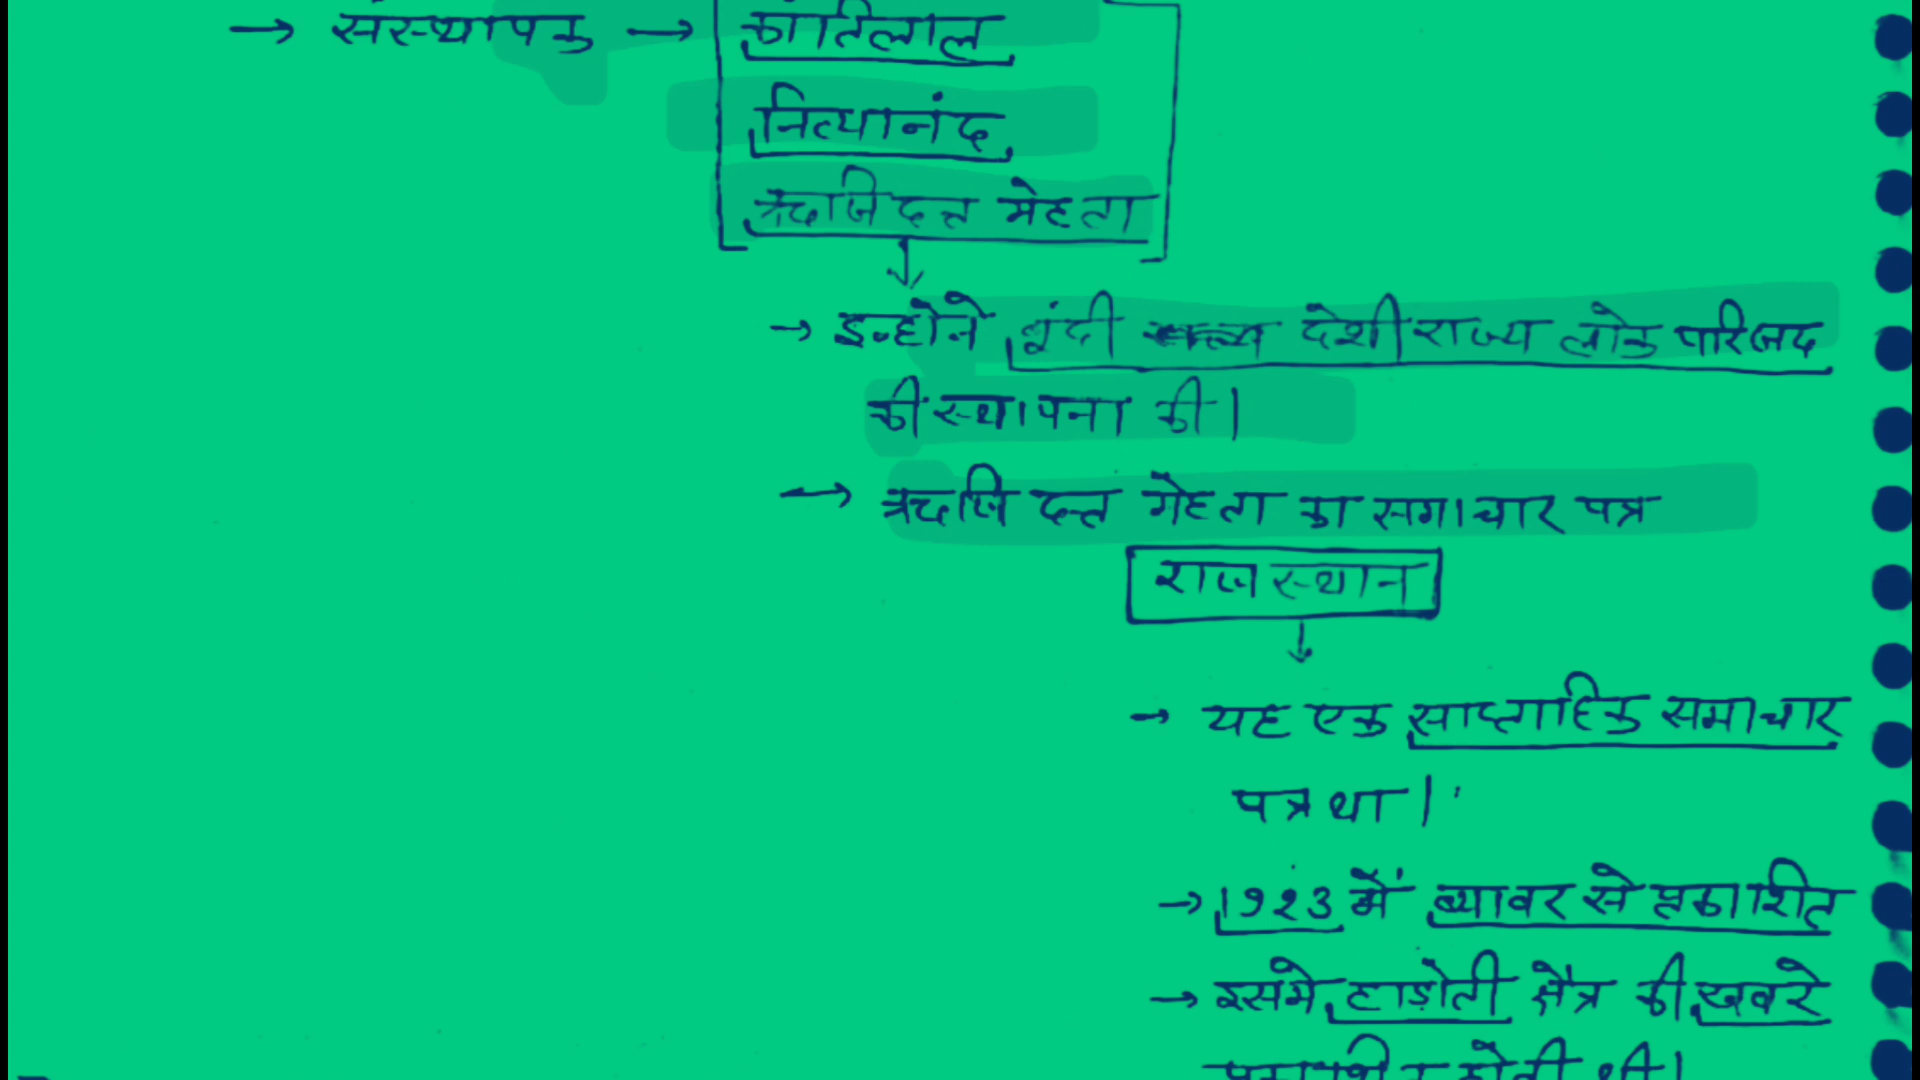 → संस्थापक → कांतिलाल
नित्यानंद
ऋषि दत्त मेहता
→ इन्होने बूंदी देशी राज्य लोक परिषद
की स्थापना की।
→ ऋषि दत्त मेहता का समाचार पत्र
राजस्थान
→ यह एक साप्ताहिक समाचार
पत्र था।
→ 1923 में ब्यावर से प्रकाशित
→ इसमे हाड़ोती क्षैत्र की खबरे